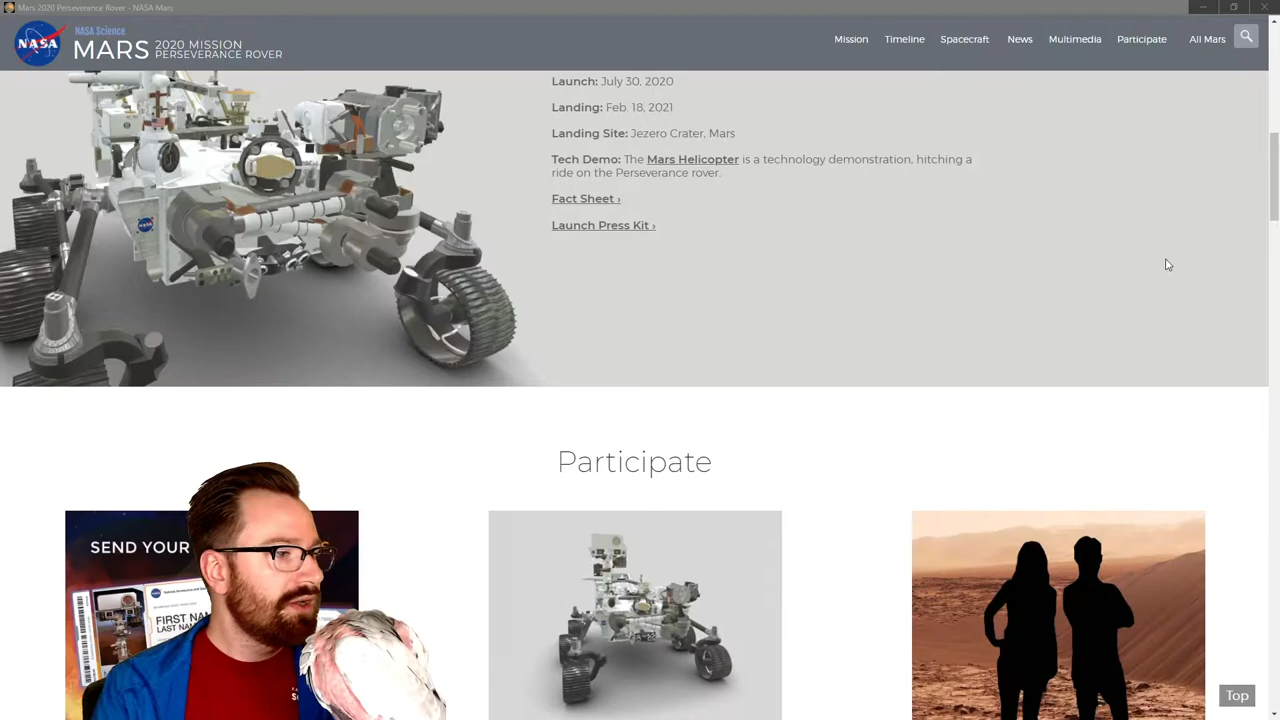 Mars 2020 Perseverance Rover - NASA Mars
NASA
NASA Science
MARS 2020 MISSION
PERSEVERANCE ROVER
Mission Timeline Spacecraft News Multimedia Participate All Mars
Launch: July 30, 2020
Landing: Feb. 18, 2021
Landing Site: Jezero Crater, Mars
Tech Demo: The Mars Helicopter is a technology demonstration, hitching a
ride on the Perseverance rover.
Fact Sheet ›
Launch Press Kit ›
Participate
SEND YOUR
FIRST NA
LAST NA
Top